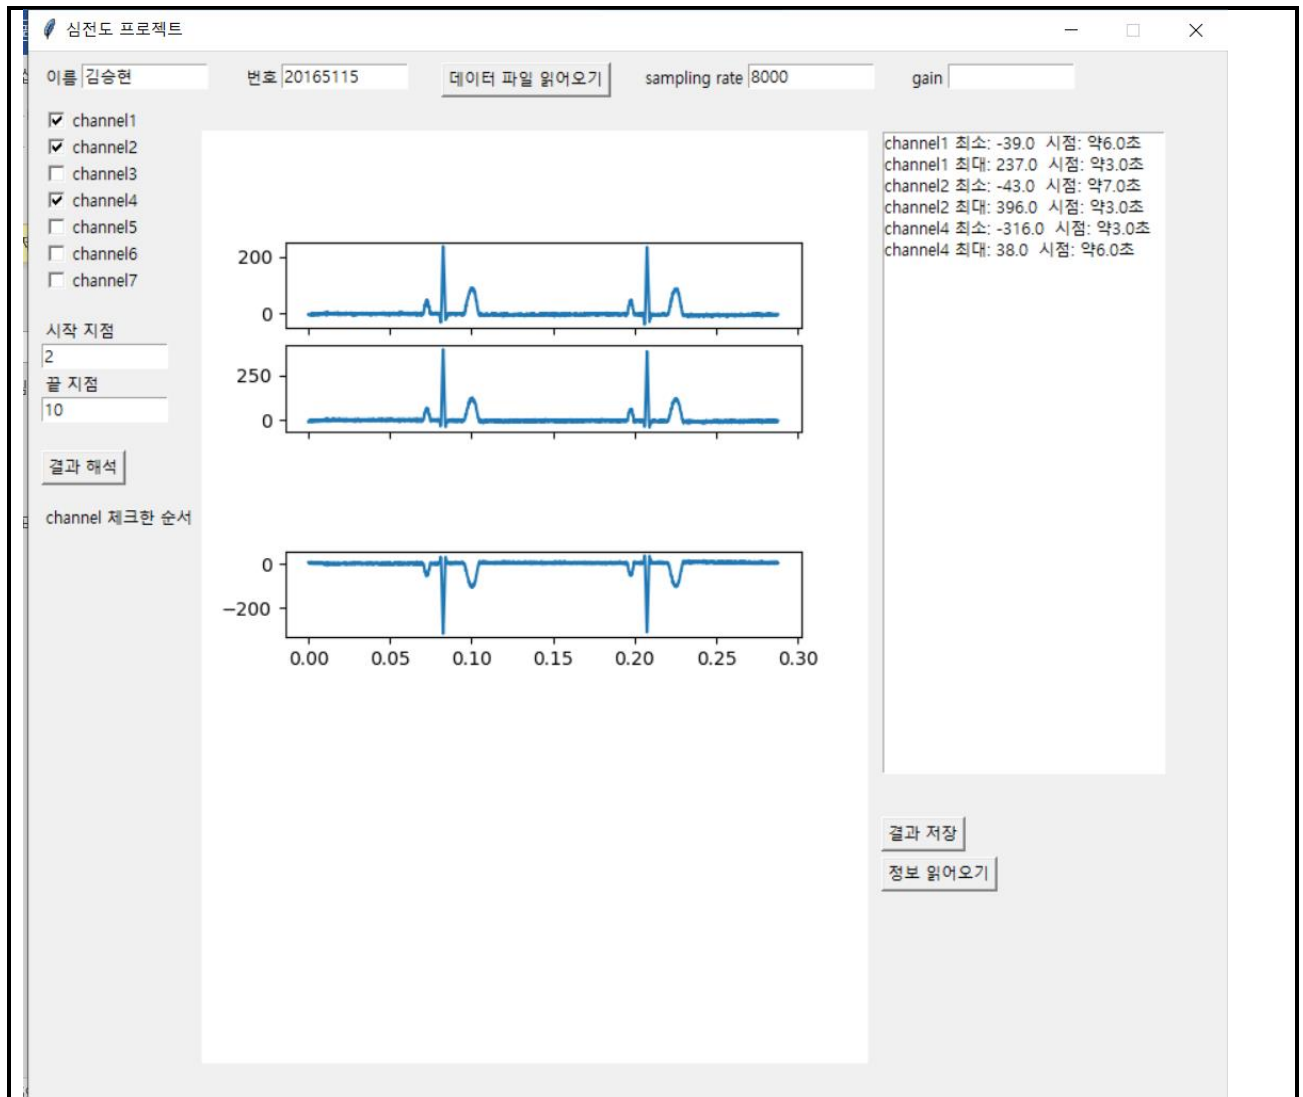 심전도 프로젝트
이름 김승현 번호 20165115 데이터 파일 읽어오기 sampling rate 8000 gain
channel1
channel2
channel3
channel4
channel5
channel6
channel7
시작 지점
2
끝 지점
10
결과 해석
channel 체크한 순서
200
0
250
0
0
−200
0.00 0.05 0.10 0.15 0.20 0.25 0.30
channel1 최소: -39.0 시점: 약6.0초
channel1 최대: 237.0 시점: 약3.0초
channel2 최소: -43.0 시점: 약7.0초
channel2 최대: 396.0 시점: 약3.0초
channel4 최소: -316.0 시점: 약3.0초
channel4 최대: 38.0 시점: 약6.0초
결과 저장
정보 읽어오기